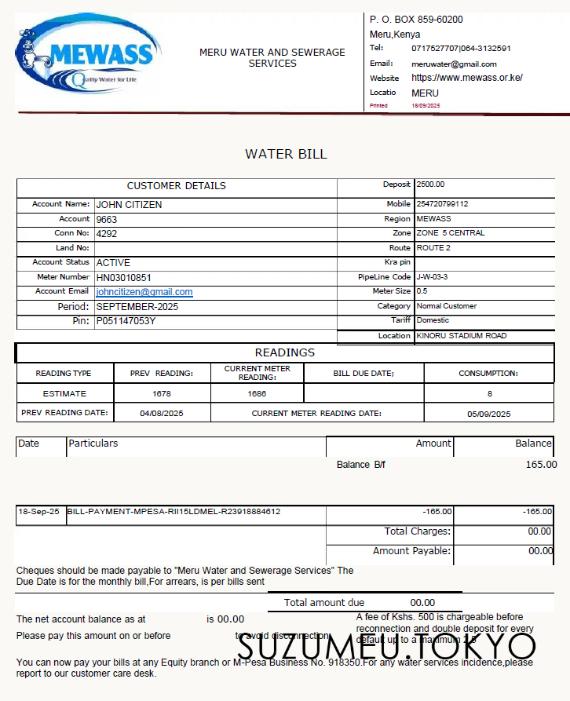 MEWASS
Quality Water for Life
MERU WATER AND SEWERAGE
SERVICES
P. O. BOX 859-60200
Meru,Kenya
Tel: 0717527707|064-3132591
Email: meruwater@gmail.com
Website https://www.mewass.or.ke/
Locatio MERU
Printed 18/09/2025
WATER BILL
CUSTOMER DETAILS
Account Name: JOHN CITIZEN
Account 9663
Conn No: 4292
Land No:
Account Status ACTIVE
Meter Number HN03010851
Account Email johncitizen@gmail.com
Period: SEPTEMBER-2025
Pin: P051147053Y
Deposit 2500.00
Mobile 254720799112
Region MEWASS
Zone ZONE 5 CENTRAL
Route ROUTE 2
Kra pin
PipeLine Code J-W-03-3
Meter Size 0.5
Category Normal Customer
Tariff Domestic
Location KINORU STADIUM ROAD
READINGS
READING TYPE PREV READING: CURRENT METER READING: BILL DUE DATE; CONSUMPTION:
ESTIMATE 1678 1686 8
PREV READING DATE: 04/08/2025 CURRENT METER READING DATE: 05/09/2025
Date Particulars Amount Balance
Balance B/f 165.00
18-Sep-25 BILL-PAYMENT-MPESA-RII15LDMEL-R23918884612 -165.00 -165.00
Total Charges: 00.00
Amount Payable: 00.00
Cheques should be made payable to "Meru Water and Sewerage Services" The
Due Date is for the monthly bill,For arrears, is per bills sent
Total amount due 00.00
The net account balance as at is 00.00
Please pay this amount on or before to avoid disconnection
A fee of Kshs. 500 is chargeable before
reconnection and double deposit for every
default up to a maximum
SUZUMEU.TOKYO
You can now pay your bills at any Equity branch or M-Pesa Business No. 918350.For any water services incidence,please
report to our customer care desk.